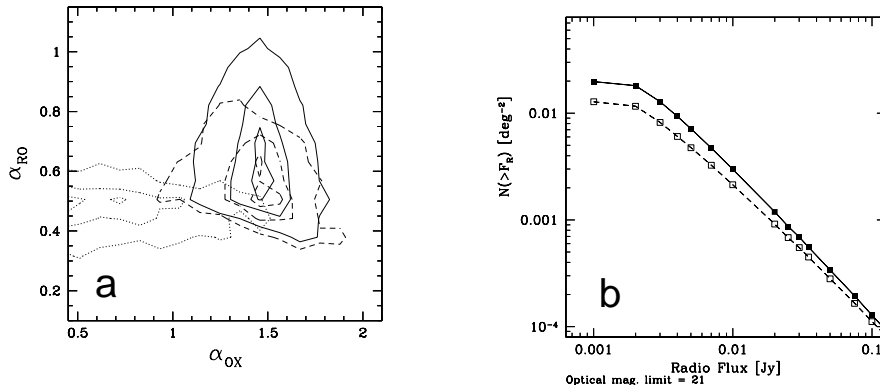 1
0.8
0.6
0.4
0.2
α_RO
a
0.5
1
1.5
2
α_OX
N(>F_R) [deg⁻²]
0.01
0.001
10⁻⁴
b
0.001
0.01
0.1
Radio Flux [Jy]
Optical mag. limit = 21